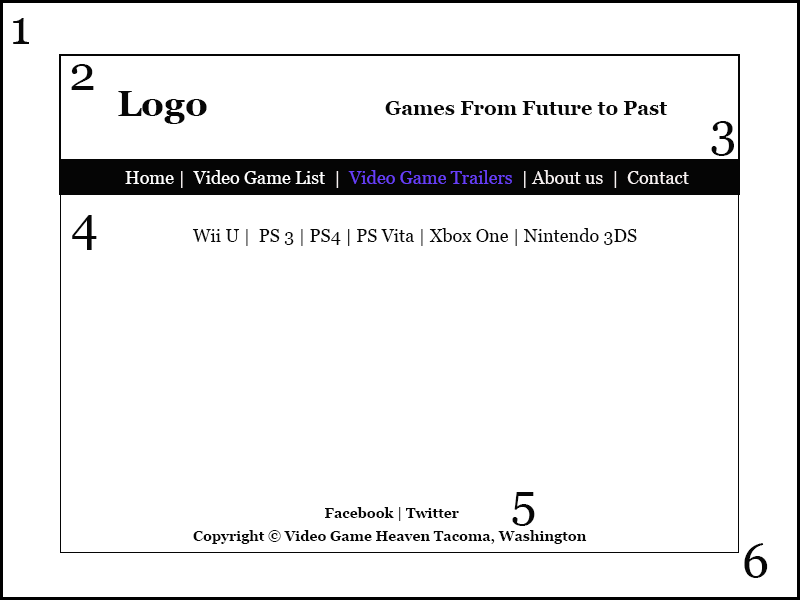 1
2
Logo
Games From Future to Past
3
Home | Video Game List | Video Game Trailers | About us | Contact
4
Wii U | PS 3 | PS4 | PS Vita | Xbox One | Nintendo 3DS
5
Facebook | Twitter
Copyright © Video Game Heaven Tacoma, Washington
6